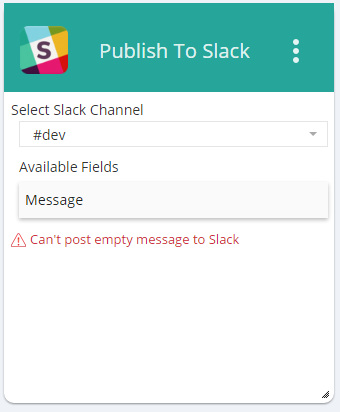 S
Publish To Slack
Select Slack Channel
#dev
Available Fields
Message
Can't post empty message to Slack